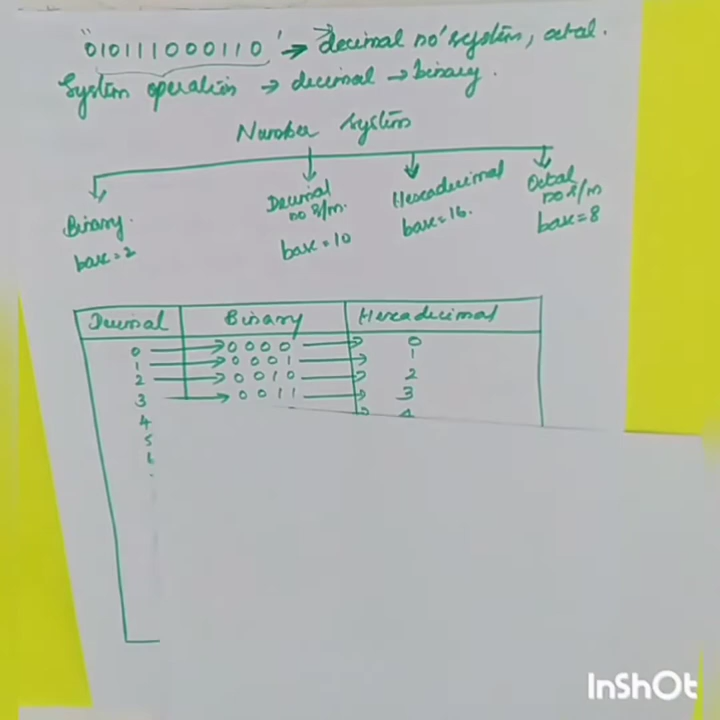 "010111000110' → decimal no' system, octal.
System operation → decimal → binary.
Number System
Binary.
base = 2
Decimal
no s/m.
base = 10
Hexadecimal
base = 16.
Octal
no s/m
base = 8
Decimal Binary Hexadecimal
0 → 0000 → 0
1 → 0001 → 1
2 → 0010 → 2
3 → 0011 → 3
4
5
InShOt